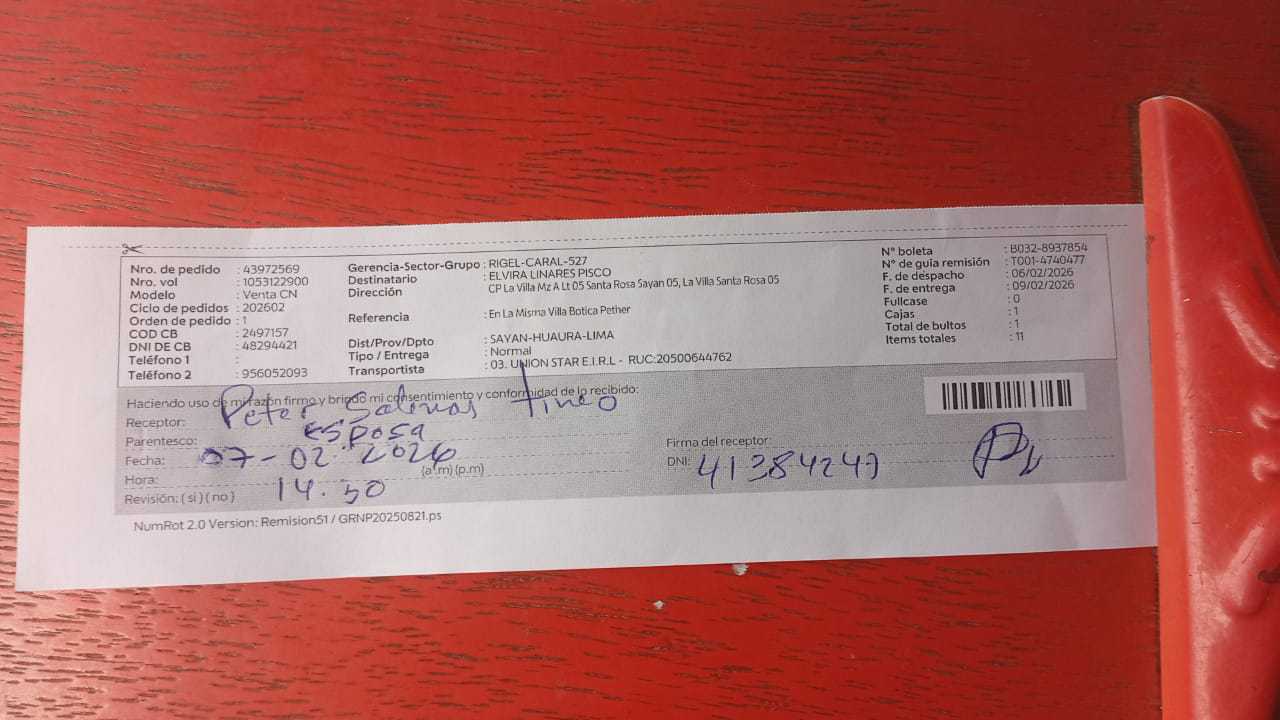 Nro. de pedido : 43972569
Nro. vol : 1053122900
Modelo : Venta CN
Ciclo de pedidos : 202602
Orden de pedido : 1
COD CB : 2497157
DNI DE CB : 48294421
Teléfono 1 :
Teléfono 2 : 956052093
Gerencia-Sector-Grupo : RIGEL-CARAL-527
Destinatario : ELVIRA LINARES PISCO
Dirección CP La Villa Mz A Lt 05 Santa Rosa Sayan 05, La Villa Santa Rosa 05
Referencia : En La Misma Villa Botica Pether
Dist/Prov/Dpto : SAYAN-HUAURA-LIMA
Tipo / Entrega : Normal
Transportista : 03. UNION STAR E.I.R.L - RUC:20500644762
N° boleta : B032-8937854
N° de guia remisión : T001-4740477
F. de despacho : 06/02/2026
F. de entrega : 09/02/2026
Fullcase : 0
Cajas : 1
Total de bultos : 1
Items totales : 11
Haciendo uso de mi razón firmo y brindo mi consentimiento y conformidad de lo recibido:
Receptor: Peter Salinas Tineo
Parentesco: esposa
Fecha: 07-02-2026
Hora: 14.50 (a.m) (p.m)
Revisión: ( si ) ( no )
Firma del receptor:
DNI: 41384247
NumRot 2.0 Version: Remision51 / GRNP20250821.ps